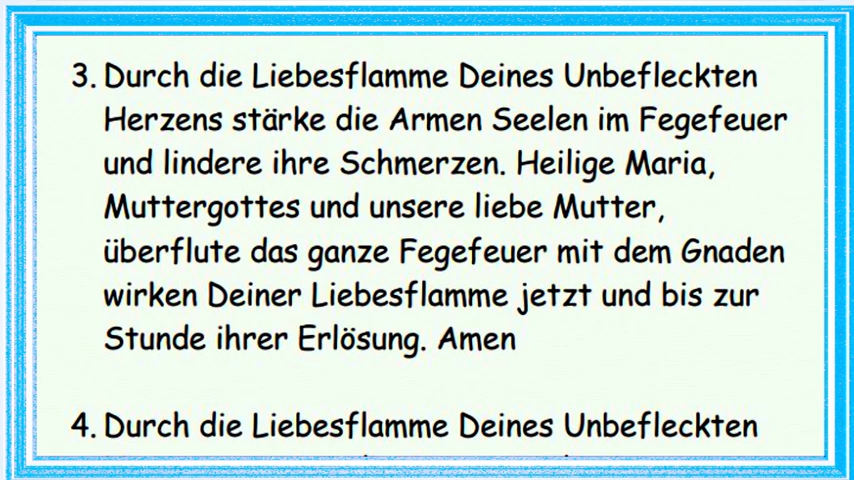 3. Durch die Liebesflamme Deines Unbefleckten
Herzens stärke die Armen Seelen im Fegefeuer
und lindere ihre Schmerzen. Heilige Maria,
Muttergottes und unsere liebe Mutter,
überflute das ganze Fegefeuer mit dem Gnaden
wirken Deiner Liebesflamme jetzt und bis zur
Stunde ihrer Erlösung. Amen
4. Durch die Liebesflamme Deines Unbefleckten